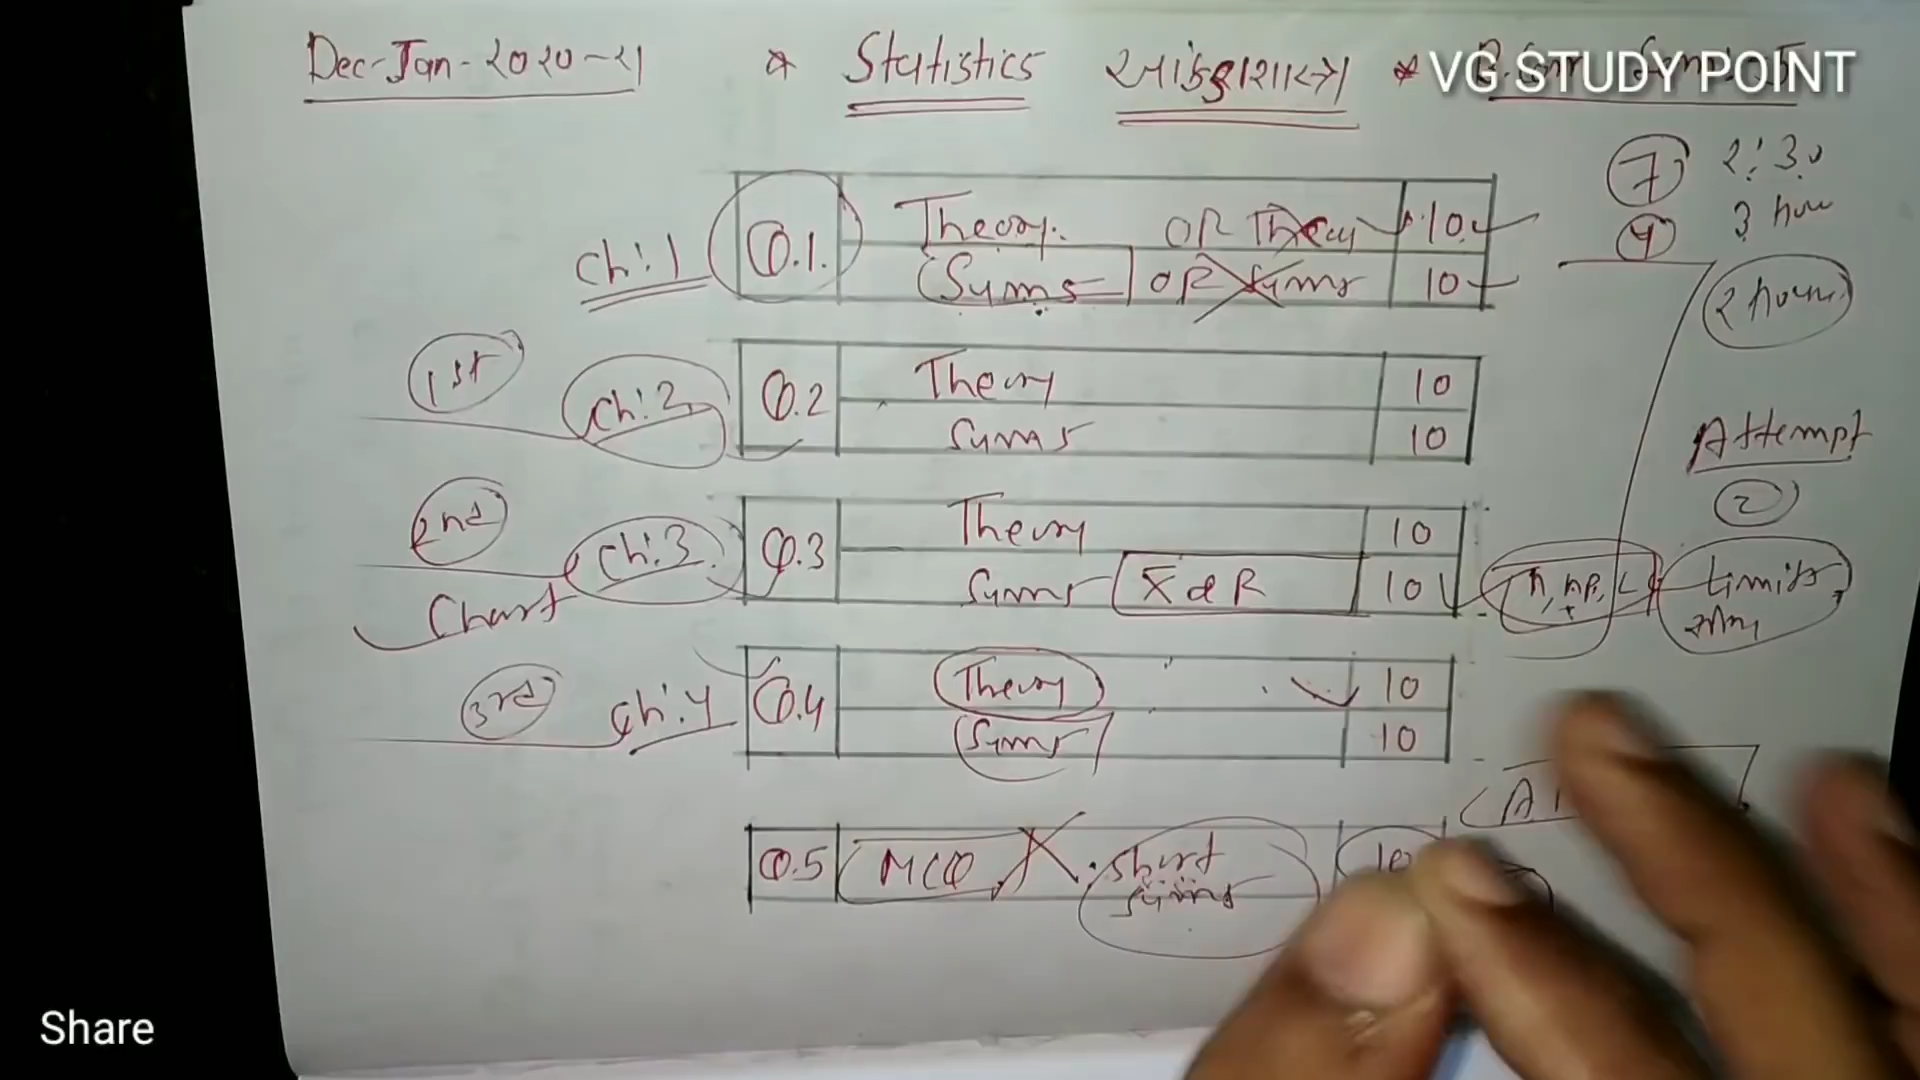 Dec-Jan-2020-21 * Statistics * VG STUDY POINT
7 2:30
4 3 hour
2 hours
Ch:1 Q.1. Theory. OR Theory 10
Sums OR Sums 10
1st Ch:2 Q.2 Theory 10
Sums 10
Attempt
2
2nd Ch:3 Q.3 Theory 10
Chart Sums X̄ & R 10 Limits
3rd Ch:4 Q.4 Theory 10
Sums 10
Q.5 MCQ short 10
sums
Share